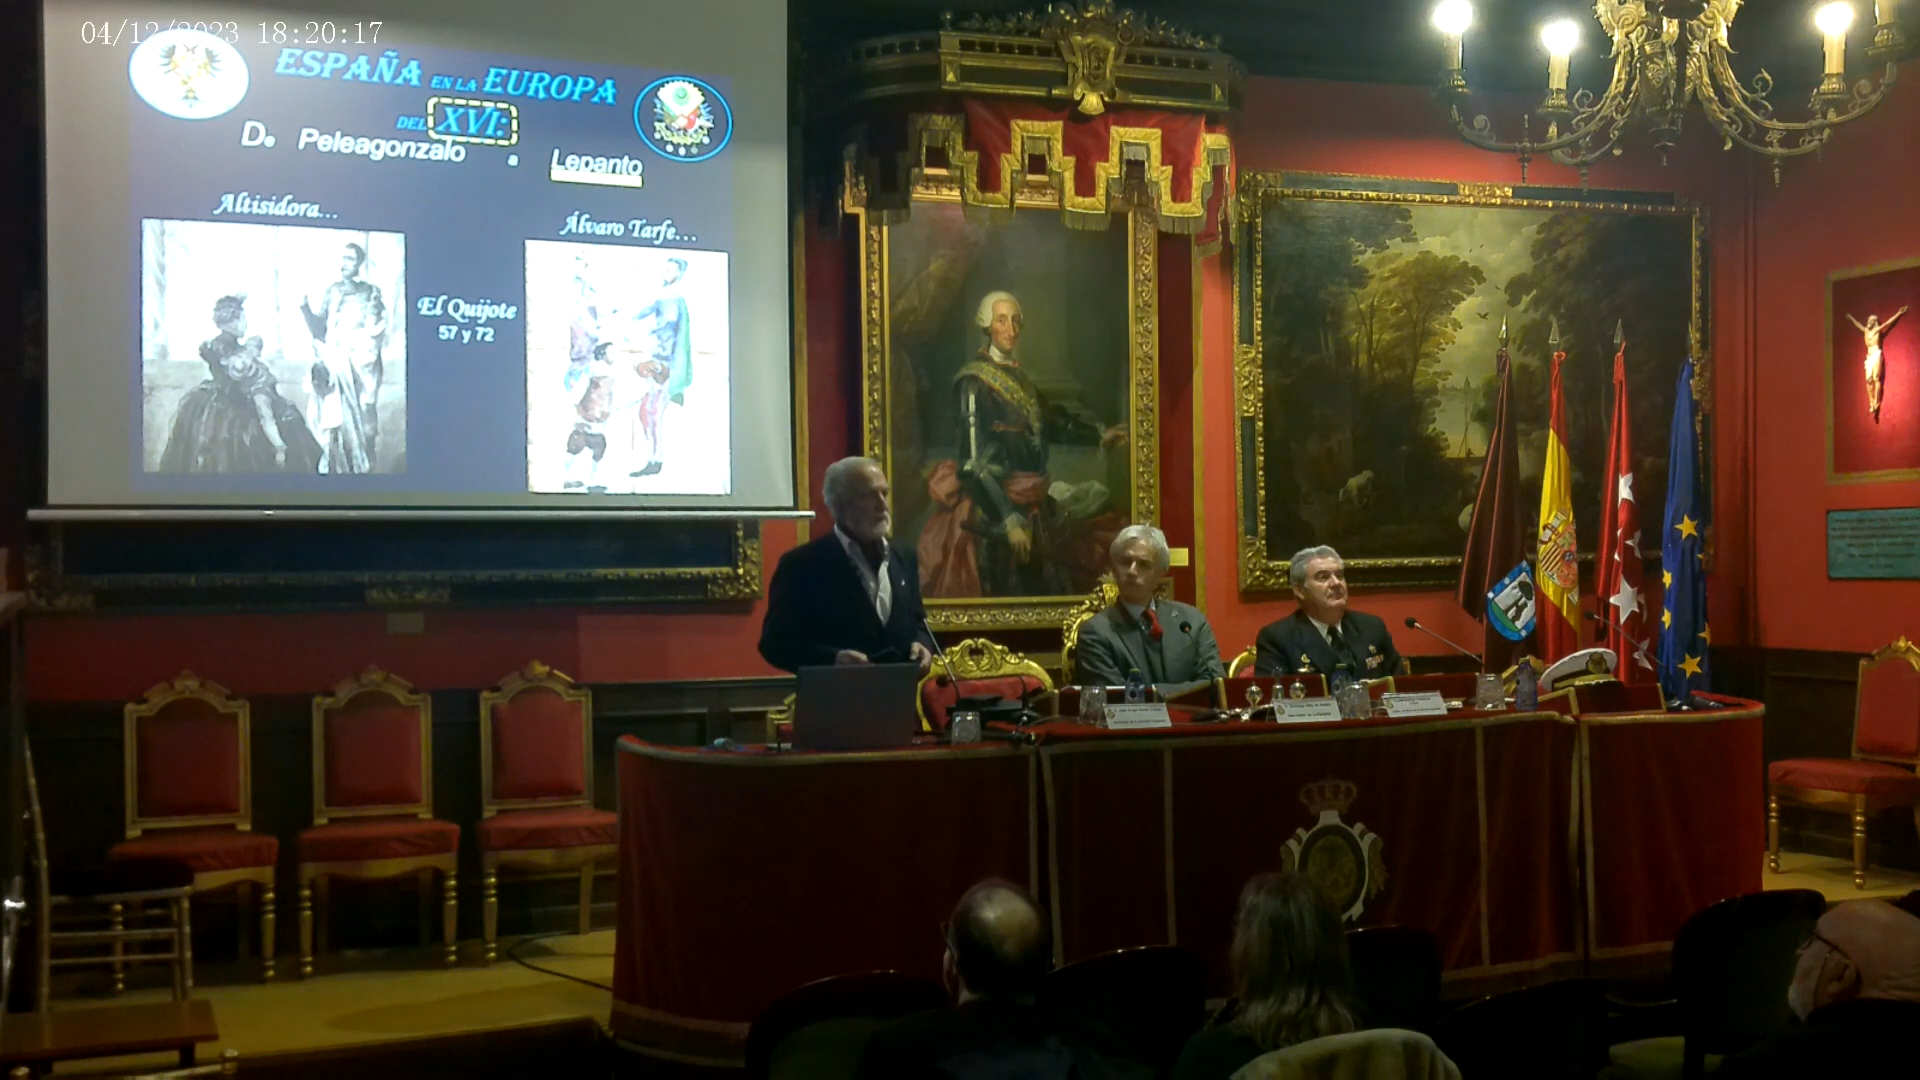 04/12/2023 18:20:17
ESPAÑA EN LA EUROPA
DEL XVI:
De Peleagonzalo a Lepanto
Altisidora...
Álvaro Tarfe...
El Quijote
57 y 72